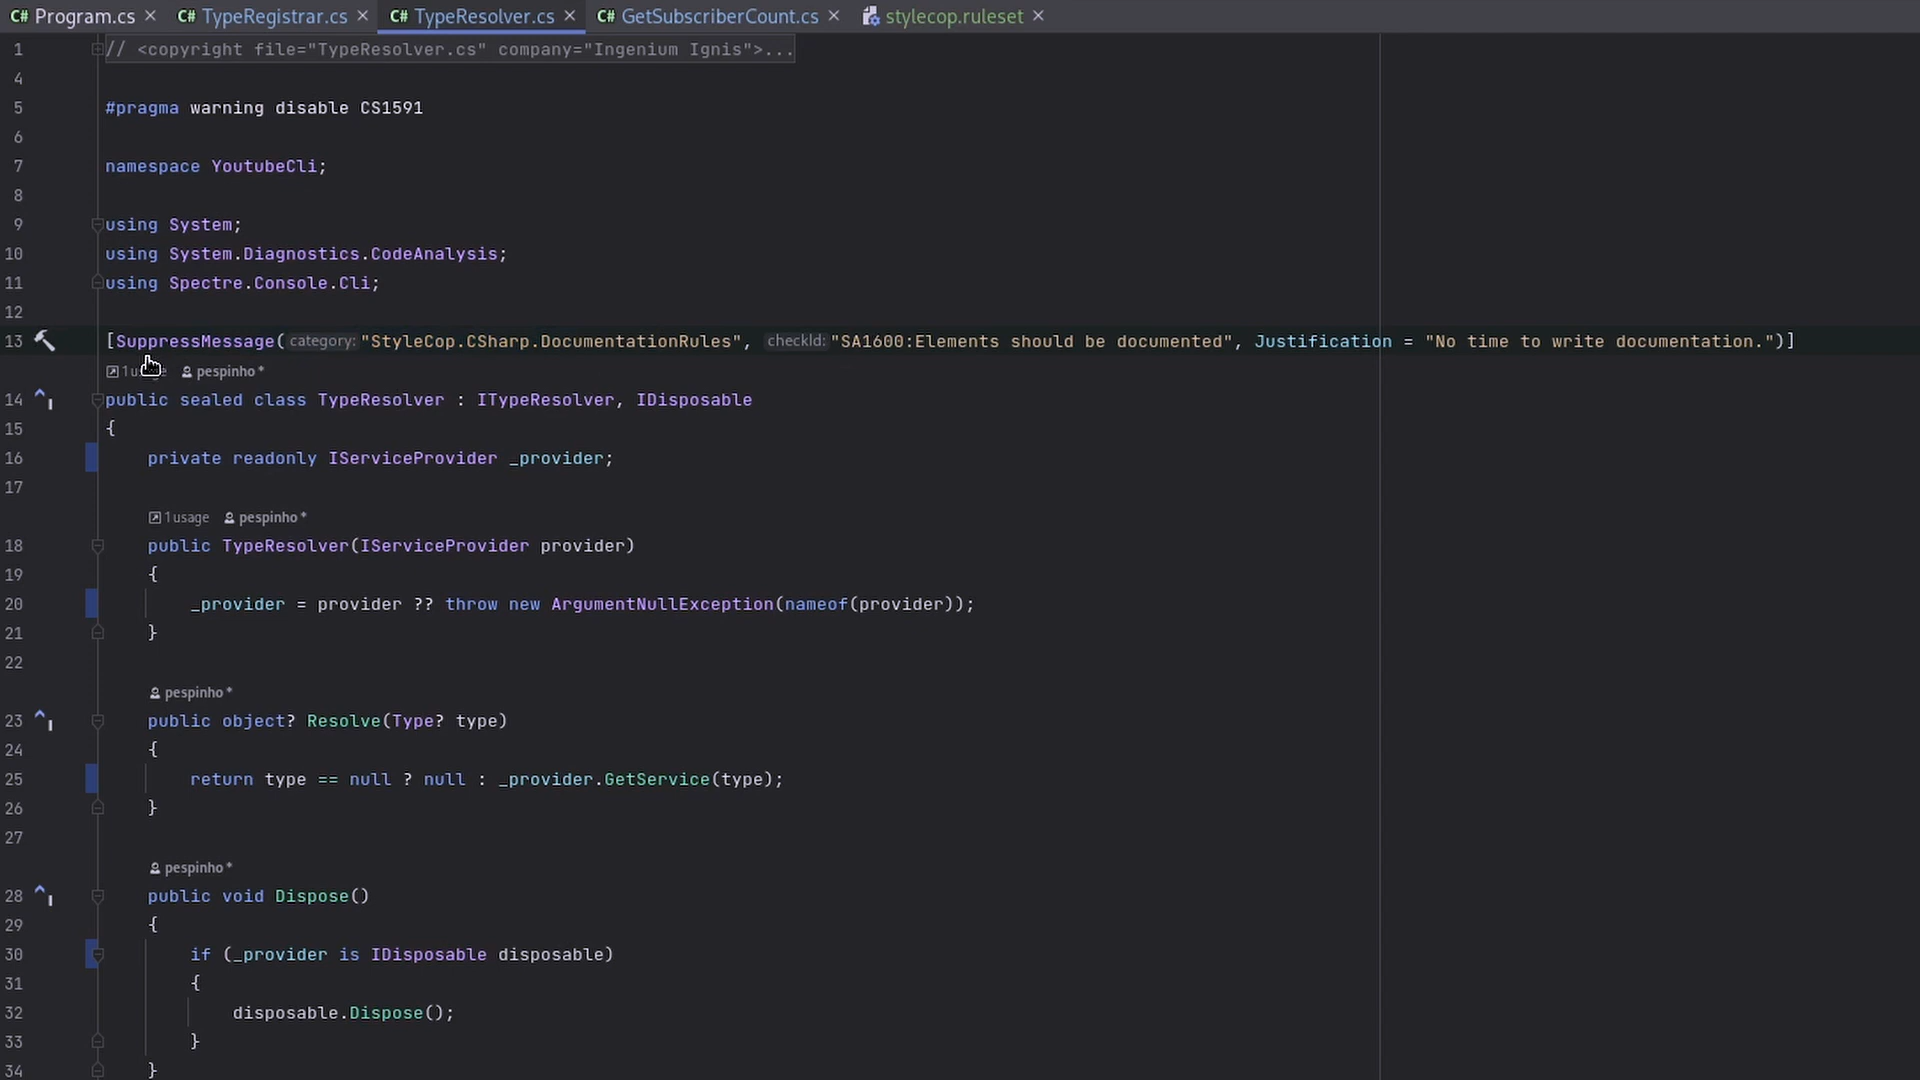 C# Program.cs × C# TypeRegistrar.cs × C# TypeResolver.cs × C# GetSubscriberCount.cs × stylecop.ruleset ×
1 // <copyright file="TypeResolver.cs" company="Ingenium Ignis">...
4
5 #pragma warning disable CS1591
6
7 namespace YoutubeCli;
8
9 using System;
10 using System.Diagnostics.CodeAnalysis;
11 using Spectre.Console.Cli;
12
13 [SuppressMessage( category: "StyleCop.CSharp.DocumentationRules", checkId: "SA1600:Elements should be documented", Justification = "No time to write documentation.")]
pespinho *
14 public sealed class TypeResolver : ITypeResolver, IDisposable
15 {
16 private readonly IServiceProvider _provider;
17
1 usage pespinho *
18 public TypeResolver(IServiceProvider provider)
19 {
20 _provider = provider ?? throw new ArgumentNullException(nameof(provider));
21 }
22
pespinho *
23 public object? Resolve(Type? type)
24 {
25 return type == null ? null : _provider.GetService(type);
26 }
27
pespinho *
28 public void Dispose()
29 {
30 if (_provider is IDisposable disposable)
31 {
32 disposable.Dispose();
33 }
34 }